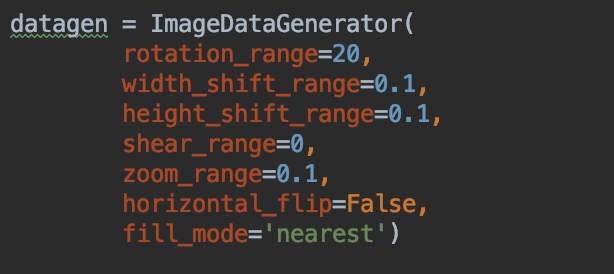 datagen = ImageDataGenerator(
rotation_range=20,
width_shift_range=0.1,
height_shift_range=0.1,
shear_range=0,
zoom_range=0.1,
horizontal_flip=False,
fill_mode='nearest')